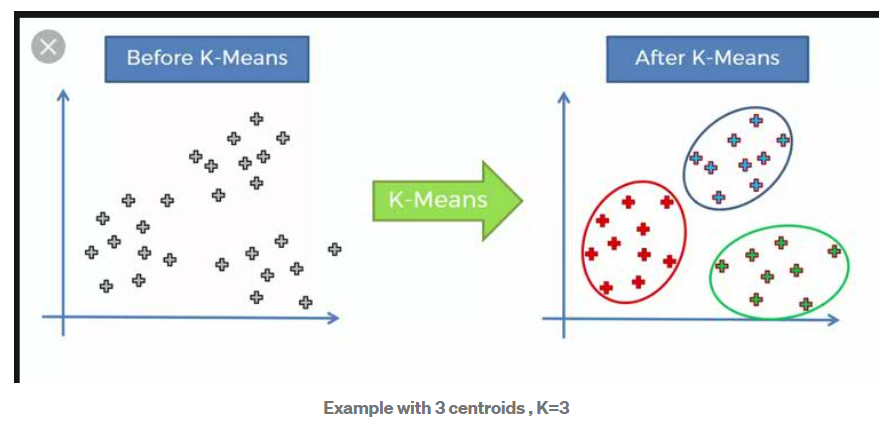 Before K-Means
After K-Means
K-Means
Example with 3 centroids , K=3